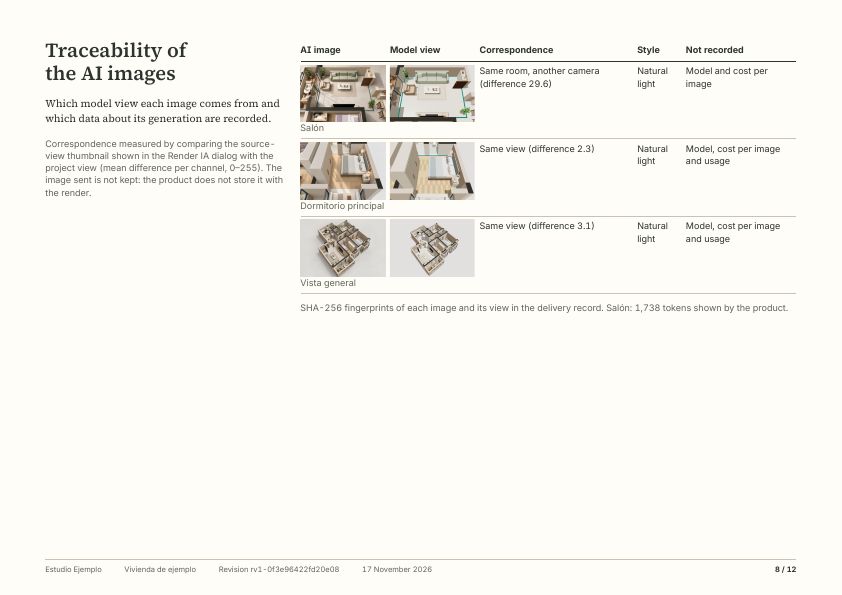 Traceability of
the AI images
Which model view each image comes from and
which data about its generation are recorded.
Correspondence measured by comparing the source-
view thumbnail shown in the Render IA dialog with the
project view (mean difference per channel, 0–255). The
image sent is not kept: the product does not store it with
the render.
AI image Model view Correspondence Style Not recorded
Same room, another camera Natural Model and cost per
(difference 29.6) light image
Salón
Same view (difference 2.3) Natural Model, cost per image
light and usage
Dormitorio principal
Same view (difference 3.1) Natural Model, cost per image
light and usage
Vista general
SHA-256 fingerprints of each image and its view in the delivery record. Salón: 1,738 tokens shown by the product.
Estudio Ejemplo Vivienda de ejemplo Revision rv1-0f3e96422fd20e08 17 November 2026 8 / 12